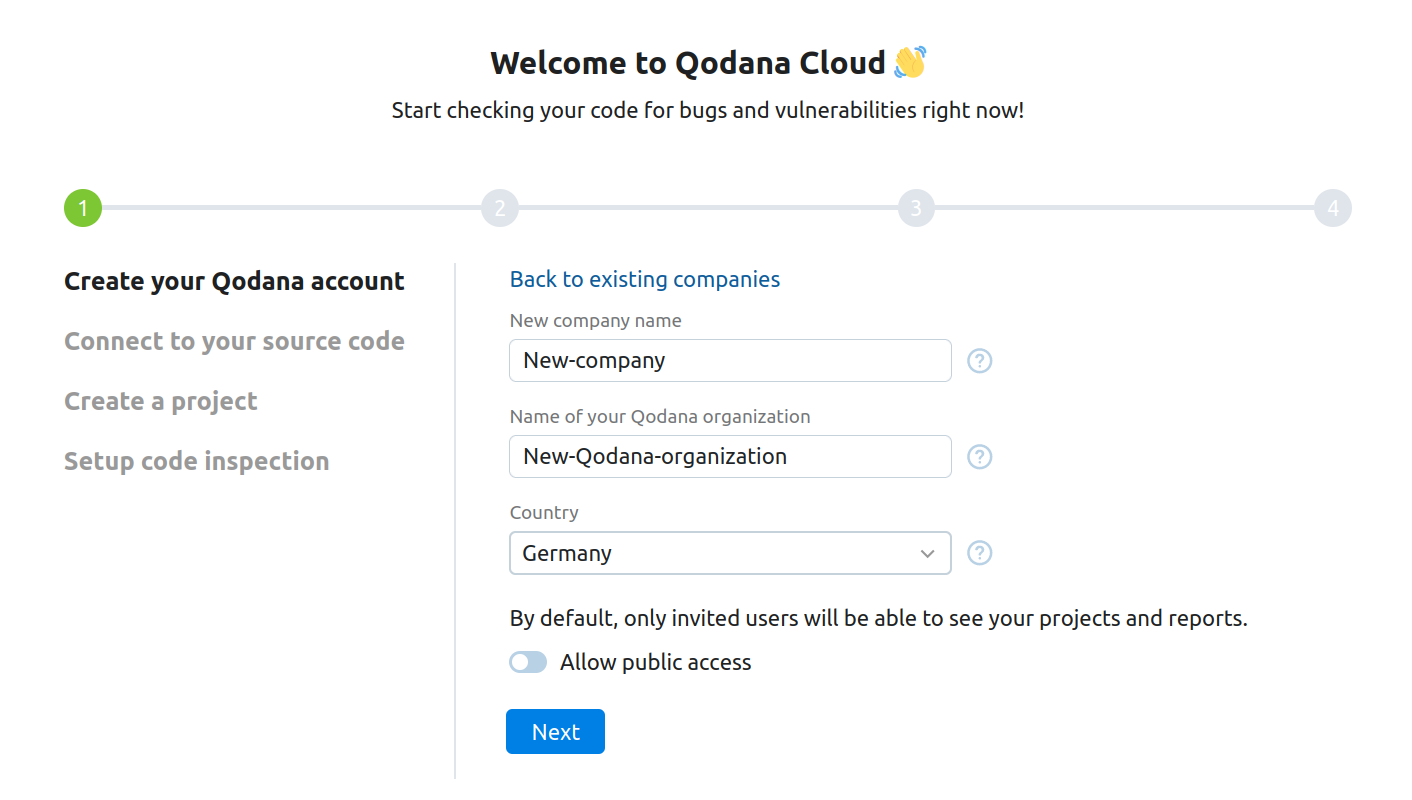 Welcome to Qodana Cloud 👋
Start checking your code for bugs and vulnerabilities right now!
1
2
3
4
Create your Qodana account
Connect to your source code
Create a project
Setup code inspection
Back to existing companies
New company name
New-company
?
Name of your Qodana organization
New-Qodana-organization
?
Country
Germany
?
By default, only invited users will be able to see your projects and reports.
Allow public access
Next